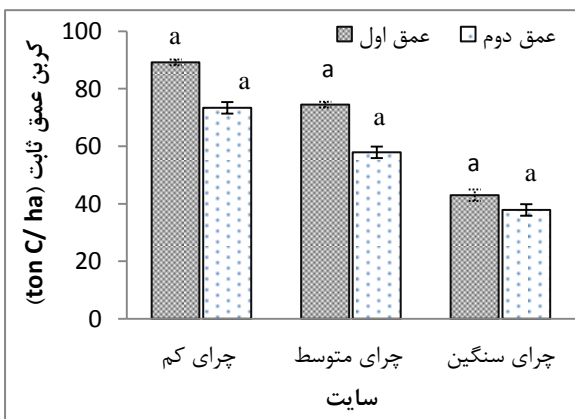 کربن عمق ثابت (ton C/ ha)
100
80
60
40
20
0
عمق اول
عمق دوم
a
a
a
a
a
a
چرای کم
چرای متوسط
چرای سنگین
سایت